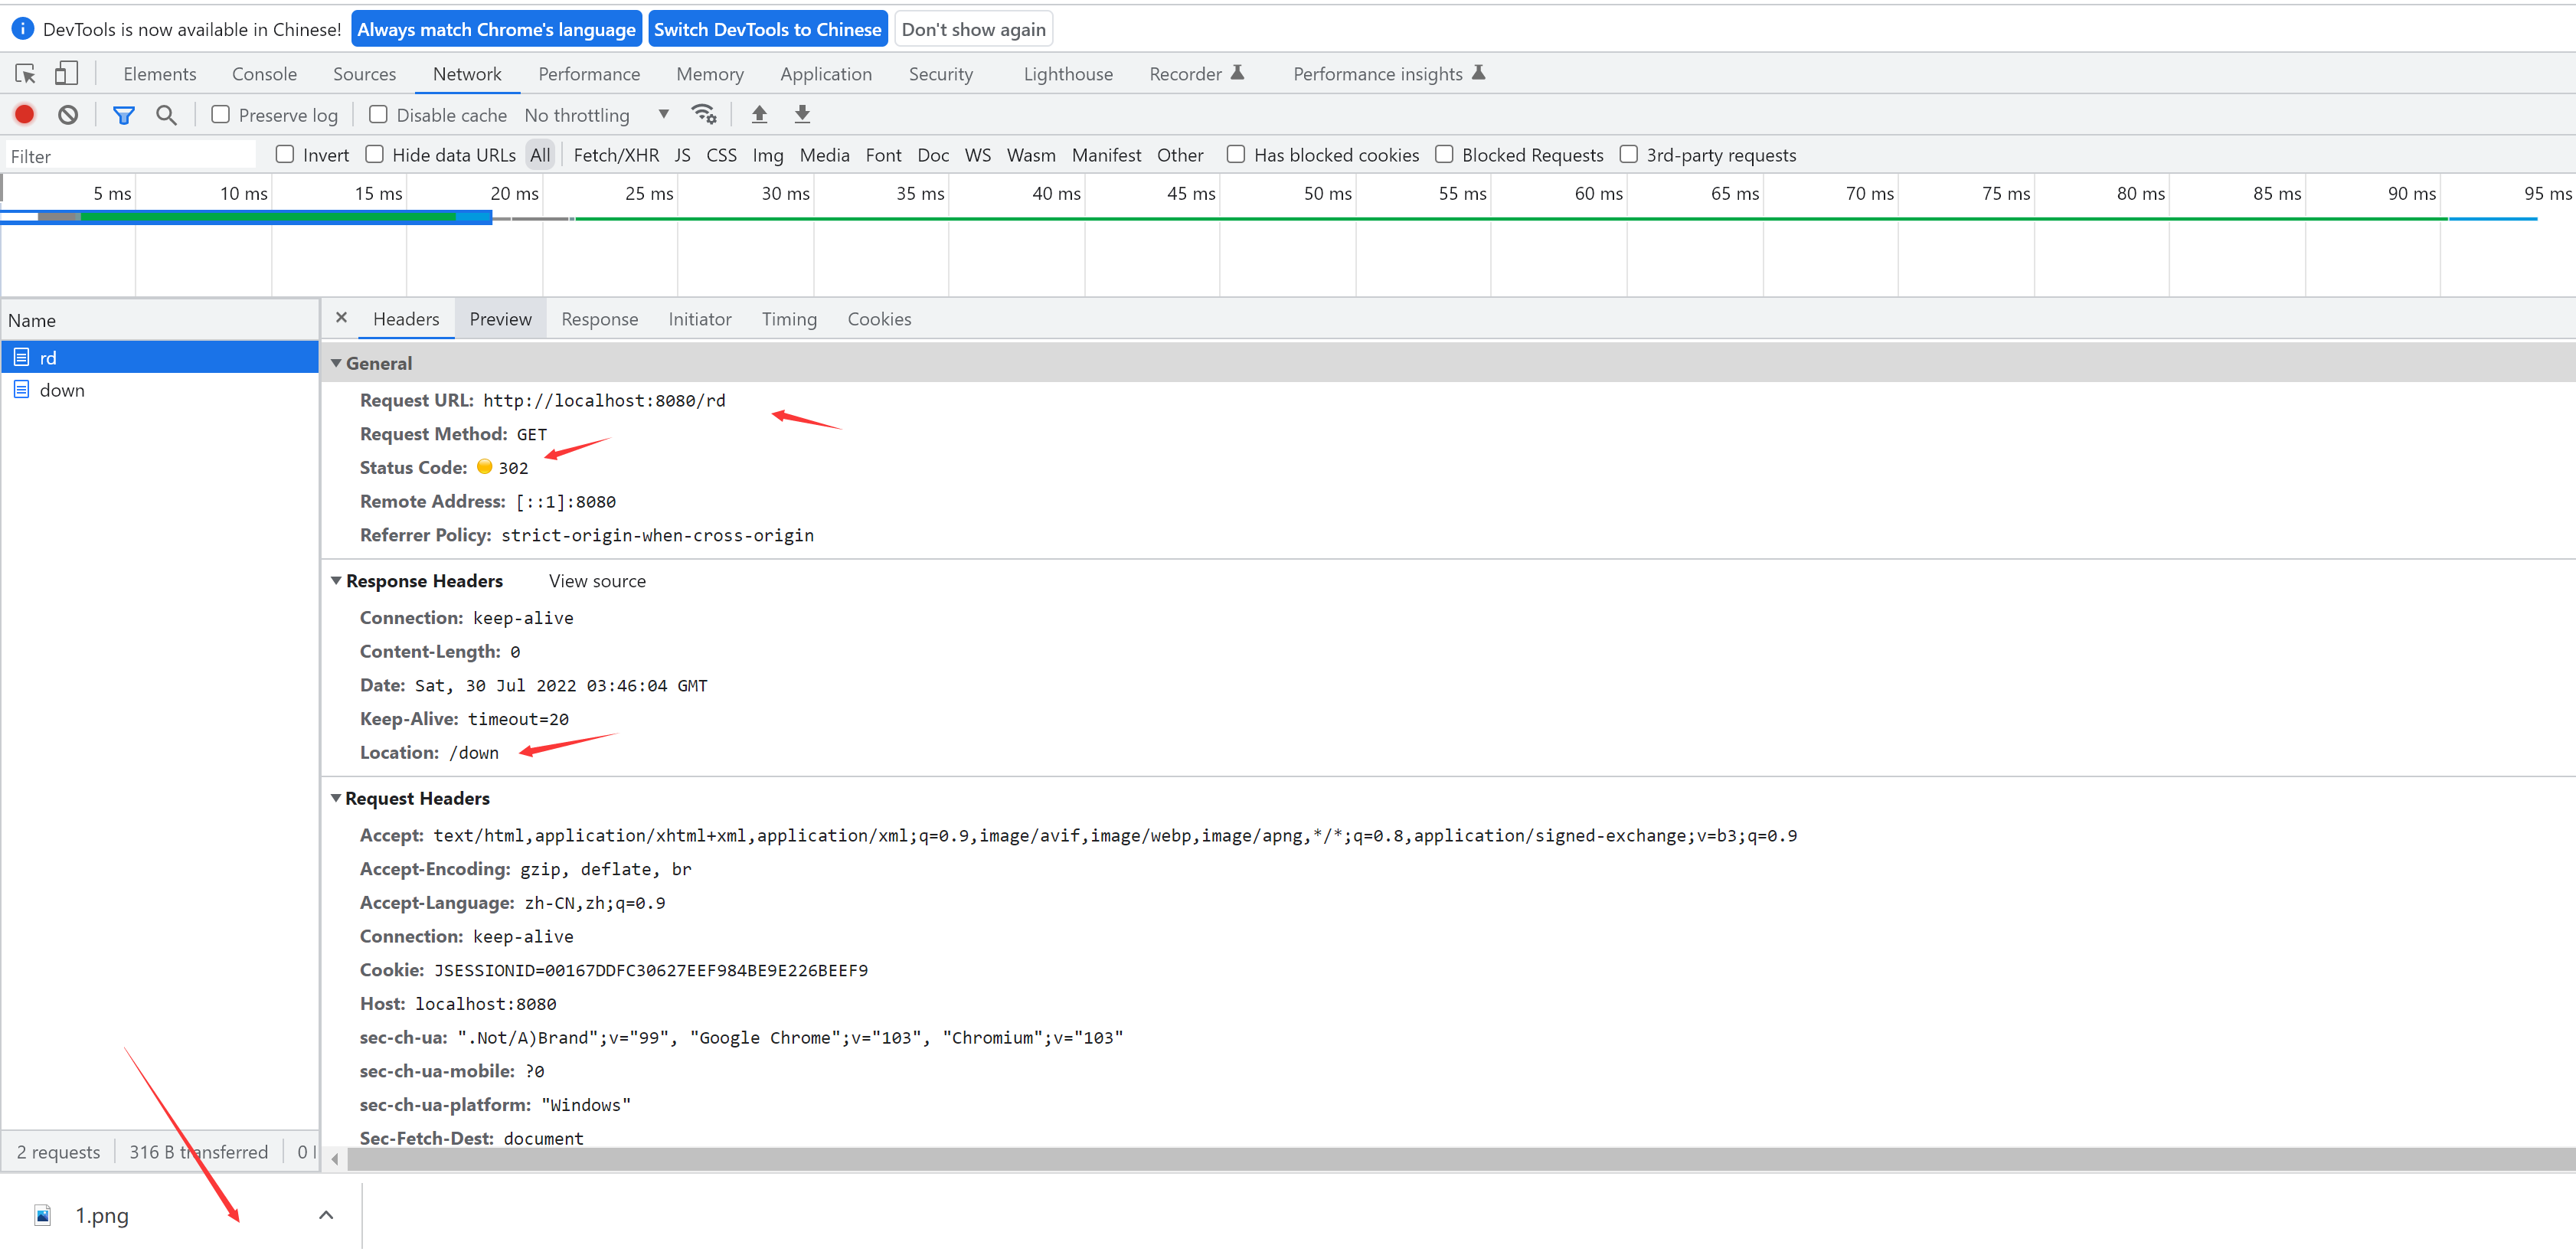 DevTools is now available in Chinese! Always match Chrome's language Switch DevTools to Chinese Don't show again
Elements Console Sources Network Performance Memory Application Security Lighthouse Recorder Performance insights
Preserve log Disable cache No throttling
Filter Invert Hide data URLs All Fetch/XHR JS CSS Img Media Font Doc WS Wasm Manifest Other Has blocked cookies Blocked Requests 3rd-party requests
5 ms 10 ms 15 ms 20 ms 25 ms 30 ms 35 ms 40 ms 45 ms 50 ms 55 ms 60 ms 65 ms 70 ms 75 ms 80 ms 85 ms 90 ms 95 ms
Name
rd
down
Headers Preview Response Initiator Timing Cookies
General
Request URL: http://localhost:8080/rd
Request Method: GET
Status Code: 302
Remote Address: [::1]:8080
Referrer Policy: strict-origin-when-cross-origin
Response Headers View source
Connection: keep-alive
Content-Length: 0
Date: Sat, 30 Jul 2022 03:46:04 GMT
Keep-Alive: timeout=20
Location: /down
Request Headers
Accept: text/html,application/xhtml+xml,application/xml;q=0.9,image/avif,image/webp,image/apng,*/*;q=0.8,application/signed-exchange;v=b3;q=0.9
Accept-Encoding: gzip, deflate, br
Accept-Language: zh-CN,zh;q=0.9
Connection: keep-alive
Cookie: JSESSIONID=00167DDFC30627EEF984BE9E226BEEF9
Host: localhost:8080
sec-ch-ua: ".Not/A)Brand";v="99", "Google Chrome";v="103", "Chromium";v="103"
sec-ch-ua-mobile: ?0
sec-ch-ua-platform: "Windows"
Sec-Fetch-Dest: document
2 requests 316 B transferred 0
1.png